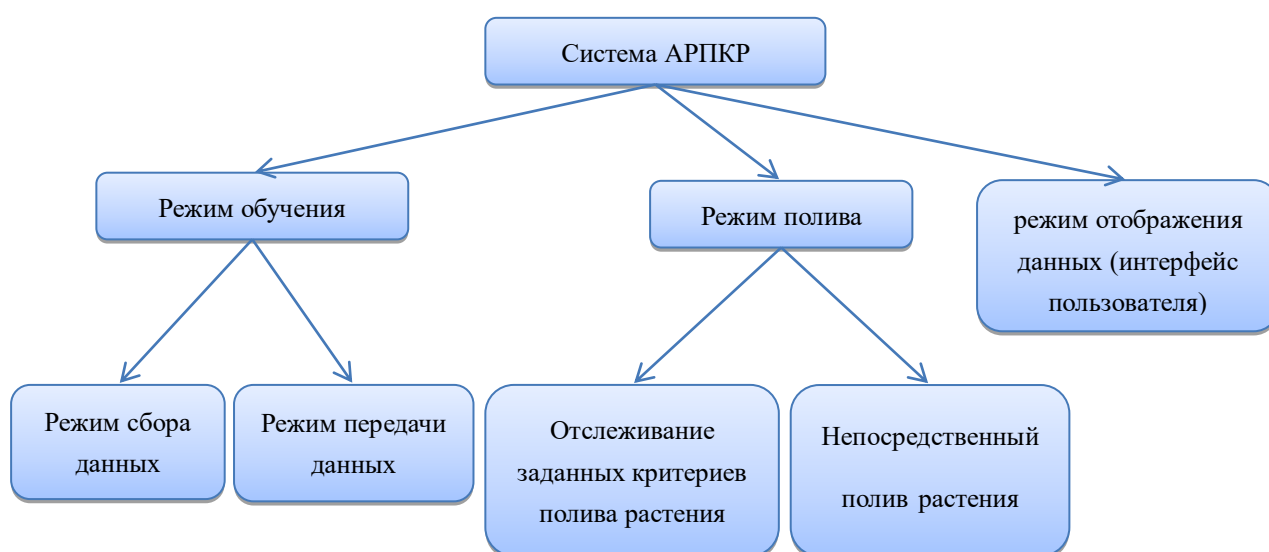 Система АРПКР
Режим обучения
Режим полива
режим отображения
данных (интерфейс
пользователя)
Режим сбора
данных
Режим передачи
данных
Отслеживание
заданных критериев
полива растения
Непосредственный
полив растения